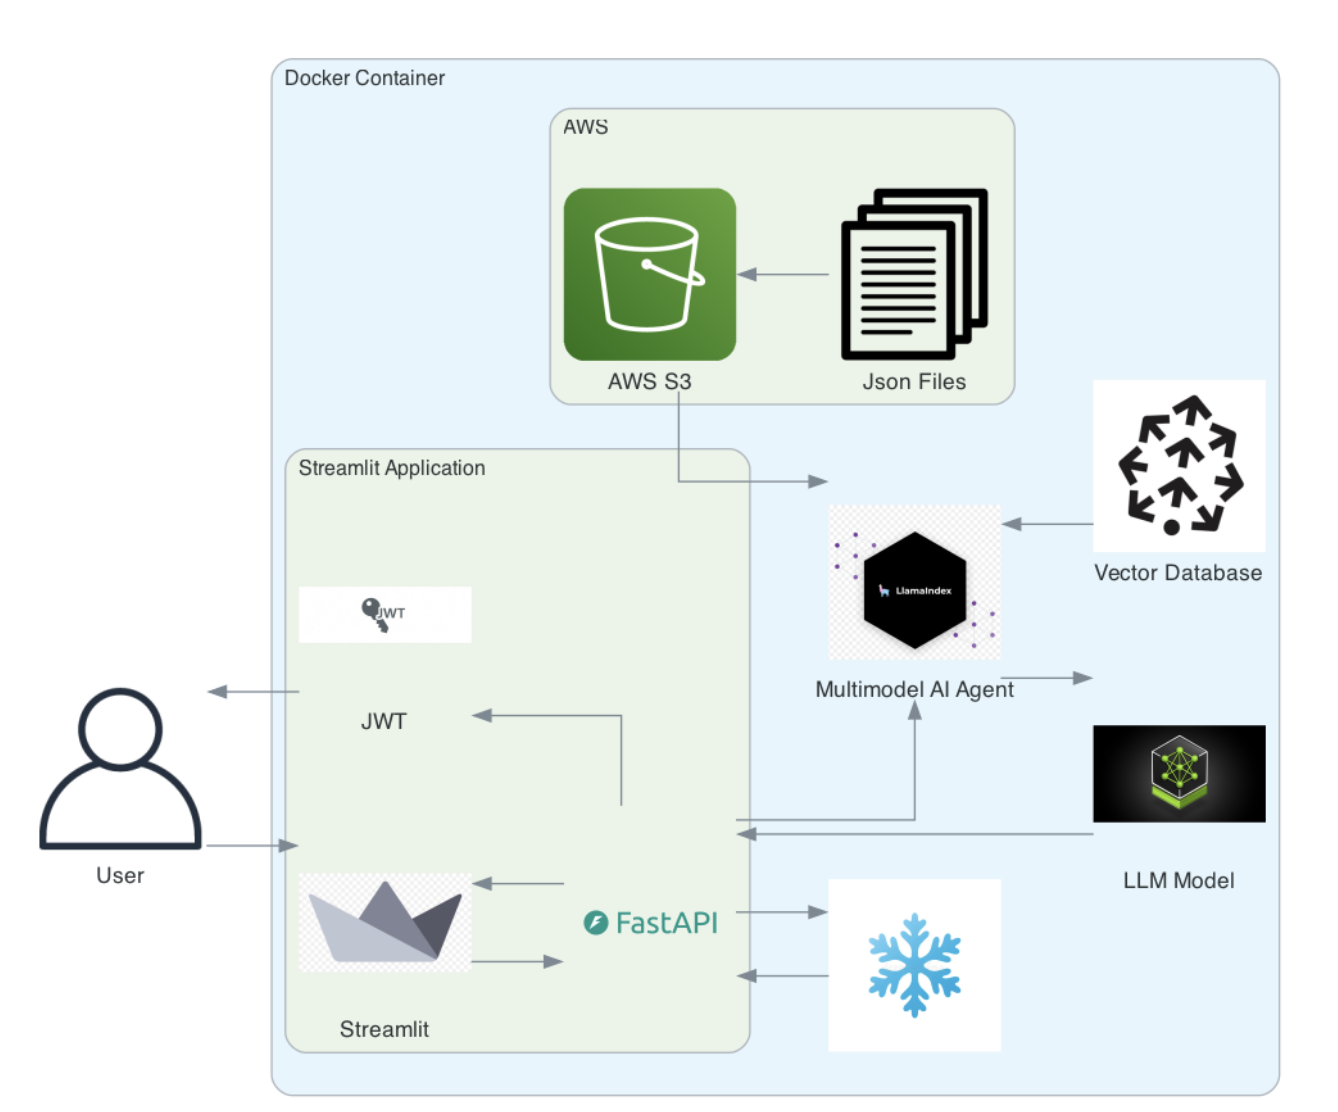 Docker Container
AWS
AWS S3
Json Files
Streamlit Application
Vector Database
LlamaIndex
JWT
Multimodel AI Agent
JWT
User
LLM Model
FastAPI
Streamlit